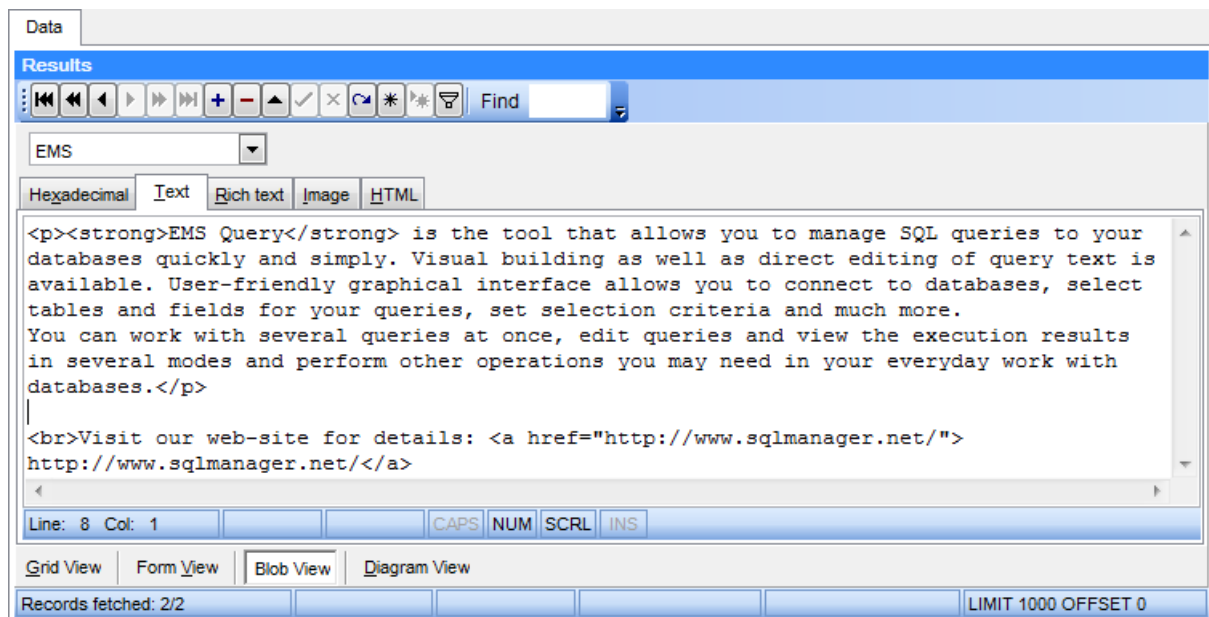 Data
Results
Find
EMS
Hexadecimal Text Rich text Image HTML
<p><strong>EMS Query</strong> is the tool that allows you to manage SQL queries to your
databases quickly and simply. Visual building as well as direct editing of query text is
available. User-friendly graphical interface allows you to connect to databases, select
tables and fields for your queries, set selection criteria and much more.
You can work with several queries at once, edit queries and view the execution results
in several modes and perform other operations you may need in your everyday work with
databases.</p>
<br>Visit our web-site for details: <a href="http://www.sqlmanager.net/">
http://www.sqlmanager.net/</a>
Line: 8 Col: 1 CAPS NUM SCRL INS
Grid View Form View Blob View Diagram View
Records fetched: 2/2 LIMIT 1000 OFFSET 0